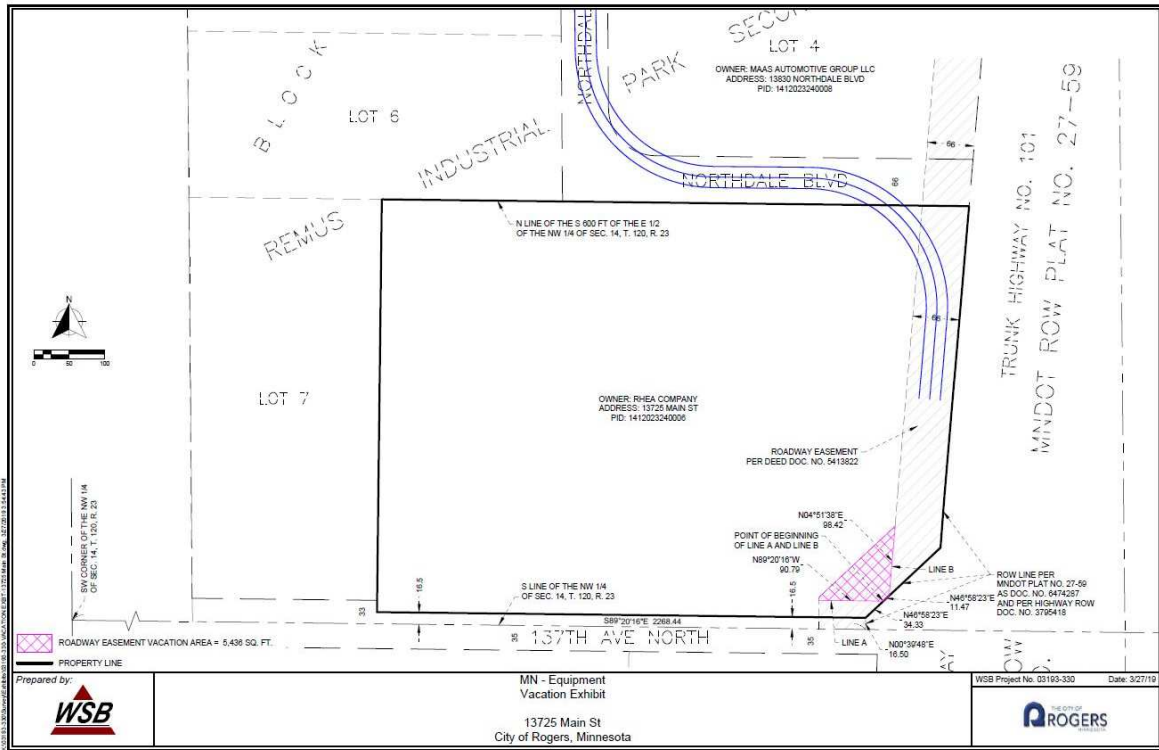 NORTHDAL
LOT 4
PARK SECON
OWNER: MAAS AUTOMOTIVE GROUP LLC
ADDRESS: 13830 NORTHDALE BLVD
PID: 1412023240008
BLOCK
LOT 6
INDUSTRIAL
REMUS
66
NORTHDALE BLVD
66
TRUNK HIGHWAY NO. 101
MNDOT ROW PLAT NO. 27-59
N LINE OF THE S 600 FT OF THE E 1/2
OF THE NW 1/4 OF SEC. 14, T. 120, R. 23
N
0 50 100
66
LOT 7
OWNER: RHEA COMPANY
ADDRESS: 13725 MAIN ST
PID: 1412023240006
ROADWAY EASEMENT
PER DEED DOC. NO. 5413822
SW CORNER OF THE NW 1/4
OF SEC. 14, T. 120, R. 23
N04°51'38"E
98.42
POINT OF BEGINNING
OF LINE A AND LINE B
N89°20'16"W
90.79
LINE B
ROW LINE PER
MNDOT PLAT NO. 27-59
AS DOC. NO. 6474287
AND PER HIGHWAY ROW
DOC. NO. 3795418
N46°58'23"E
11.47
N46°58'23"E
34.33
16.5
S LINE OF THE NW 1/4
OF SEC. 14, T. 120, R. 23
16.5
33
S89°20'16"E 2268.44
35
137TH AVE NORTH
35
LINE A
N00°39'48"E
16.50
ROADWAY EASEMENT VACATION AREA = 5,436 SQ. FT.
PROPERTY LINE
Prepared by:
WSB
MN - Equipment
Vacation Exhibit
13725 Main St
City of Rogers, Minnesota
WSB Project No. 03193-330
Date: 3/27/19
THE CITY OF
ROGERS
MINNESOTA